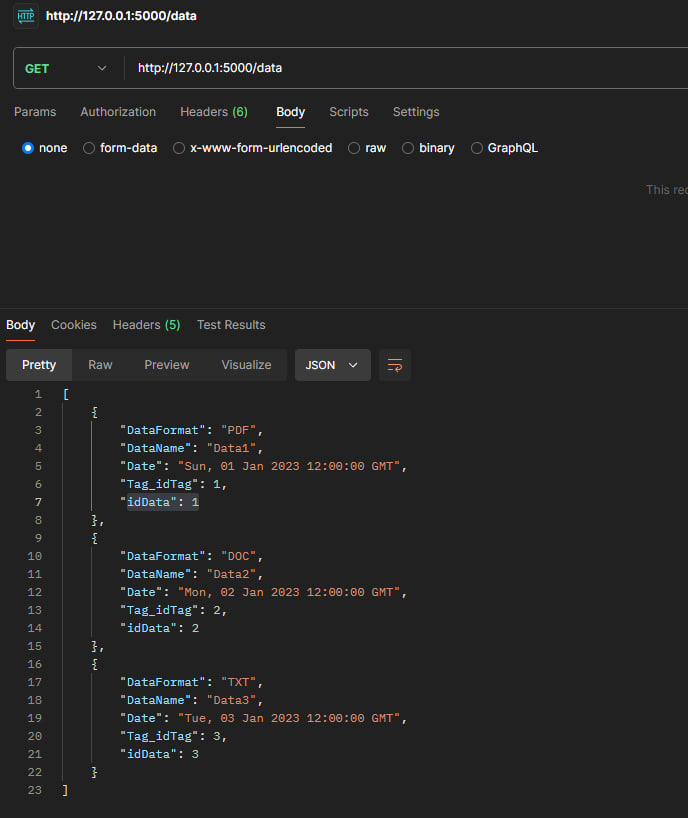 HTTP http://127.0.0.1:5000/data
GET http://127.0.0.1:5000/data
Params Authorization Headers (6) Body Scripts Settings
none form-data x-www-form-urlencoded raw binary GraphQL
This
Body Cookies Headers (5) Test Results
Pretty Raw Preview Visualize JSON
1 [
2 {
3 "DataFormat": "PDF",
4 "DataName": "Data1",
5 "Date": "Sun, 01 Jan 2023 12:00:00 GMT",
6 "Tag_idTag": 1,
7 "idData": 1
8 },
9 {
10 "DataFormat": "DOC",
11 "DataName": "Data2",
12 "Date": "Mon, 02 Jan 2023 12:00:00 GMT",
13 "Tag_idTag": 2,
14 "idData": 2
15 },
16 {
17 "DataFormat": "TXT",
18 "DataName": "Data3",
19 "Date": "Tue, 03 Jan 2023 12:00:00 GMT",
20 "Tag_idTag": 3,
21 "idData": 3
22 }
23 ]